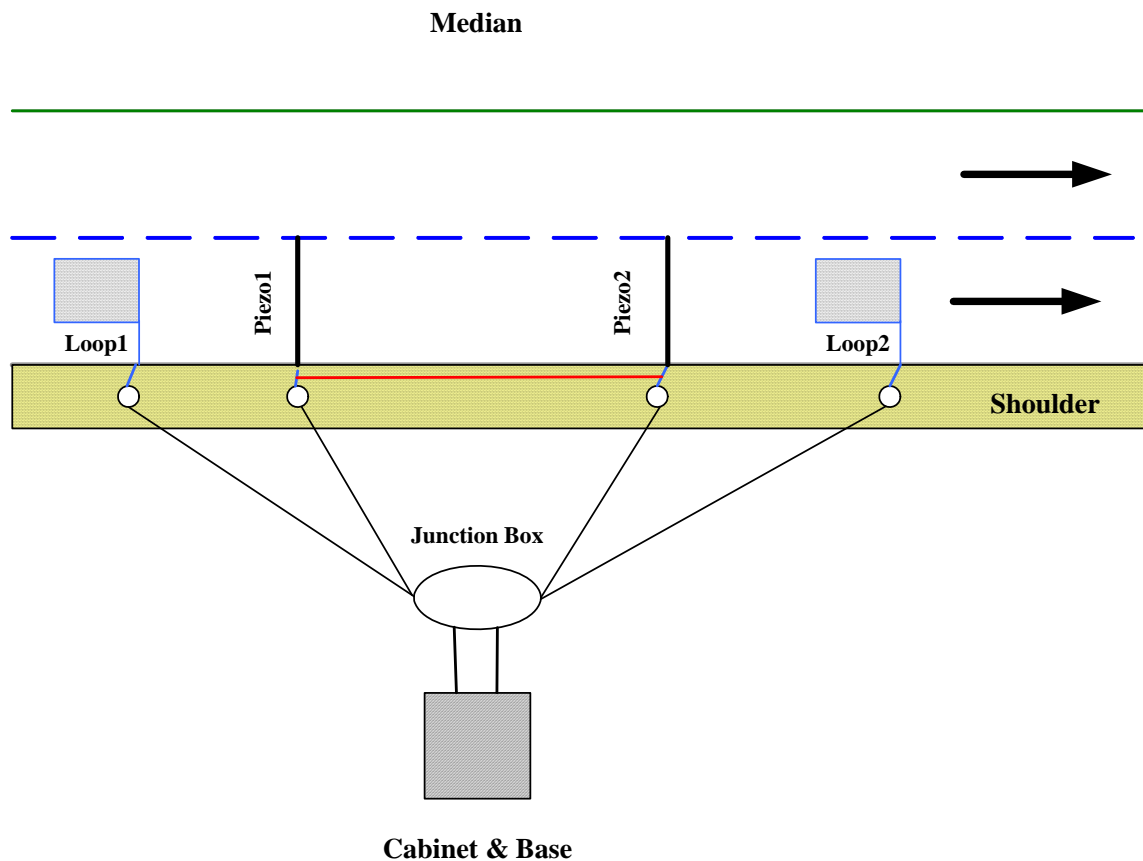 Median
Piezo1
Piezo2
Loop1
Loop2
Shoulder
Junction Box
Cabinet & Base